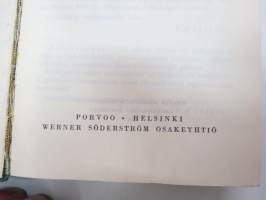 PORVOO • HELSINKI
WERNER SÖDERSTRÖM OSAKEYHTIÖ